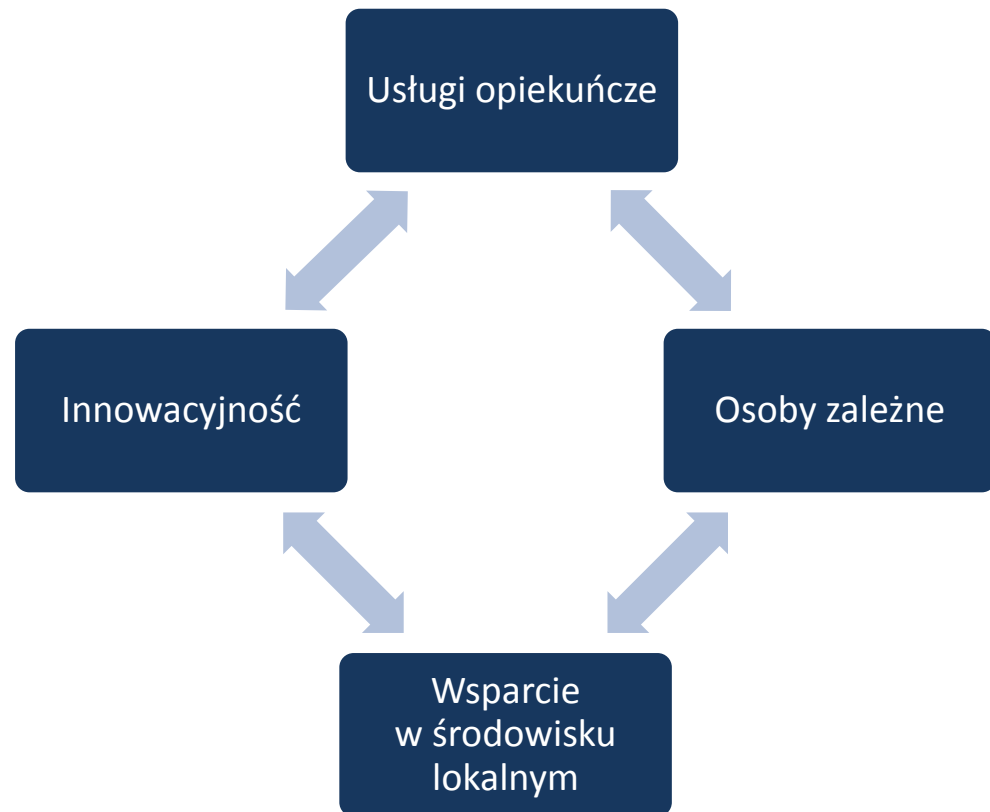 Usługi opiekuńcze
Innowacyjność
Osoby zależne
Wsparcie
w środowisku
lokalnym